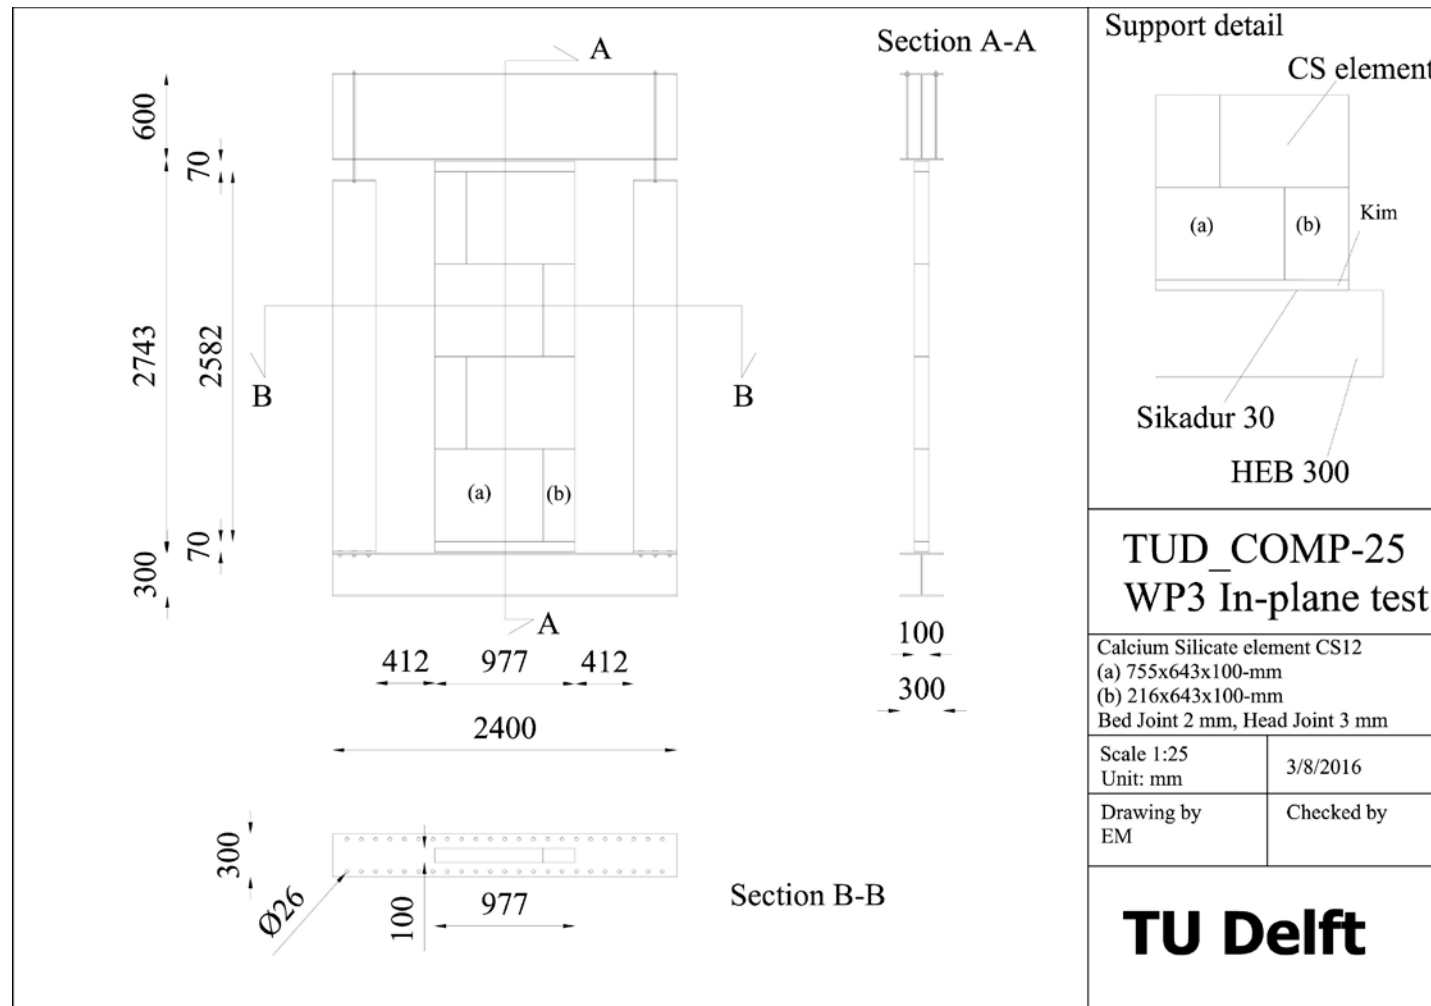 A
Section A-A
600
70
2743
2582
B
B
(a)
(b)
70
300
A
412
977
412
2400
100
300
300
Ø26
100
977
Section B-B
Support detail
CS element
(a)
(b)
Kim
Sikadur 30
HEB 300
TUD_COMP-25
WP3 In-plane test
Calcium Silicate element CS12
(a) 755x643x100-mm
(b) 216x643x100-mm
Bed Joint 2 mm, Head Joint 3 mm
Scale 1:25
Unit: mm
3/8/2016
Drawing by
EM
Checked by
TU Delft